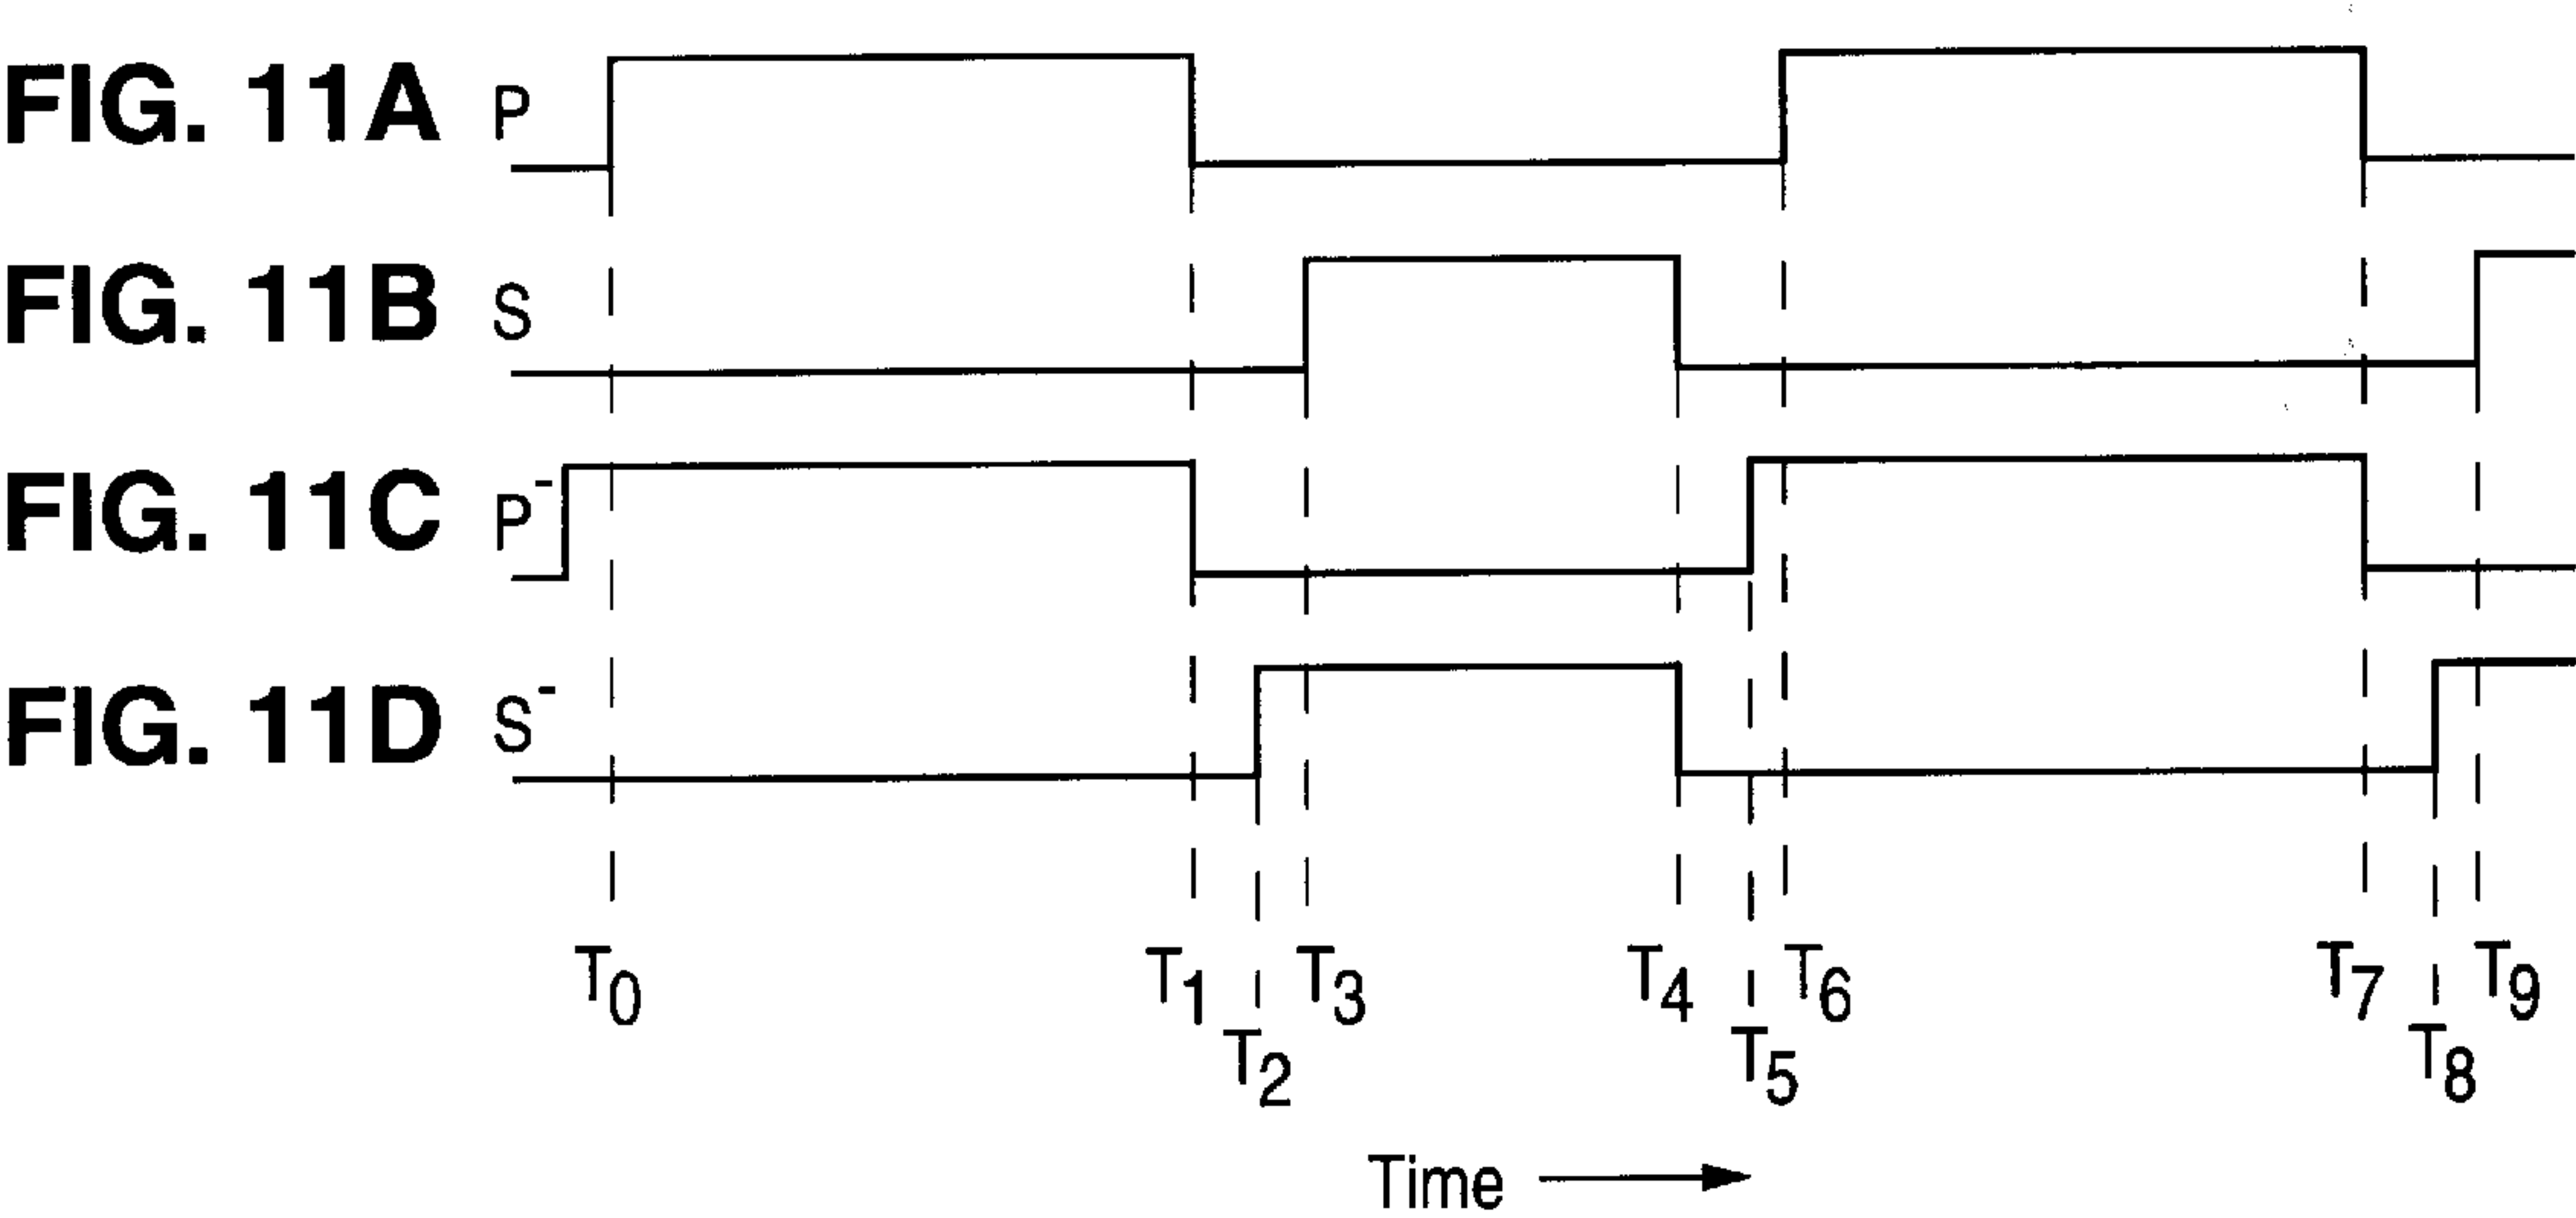 FIG. 11A P
FIG. 11B S
FIG. 11C P⁻
FIG. 11D S⁻
T₀ T₁ T₃ T₄ T₆ T₇ T₉
T₂ T₅ T₈
Time